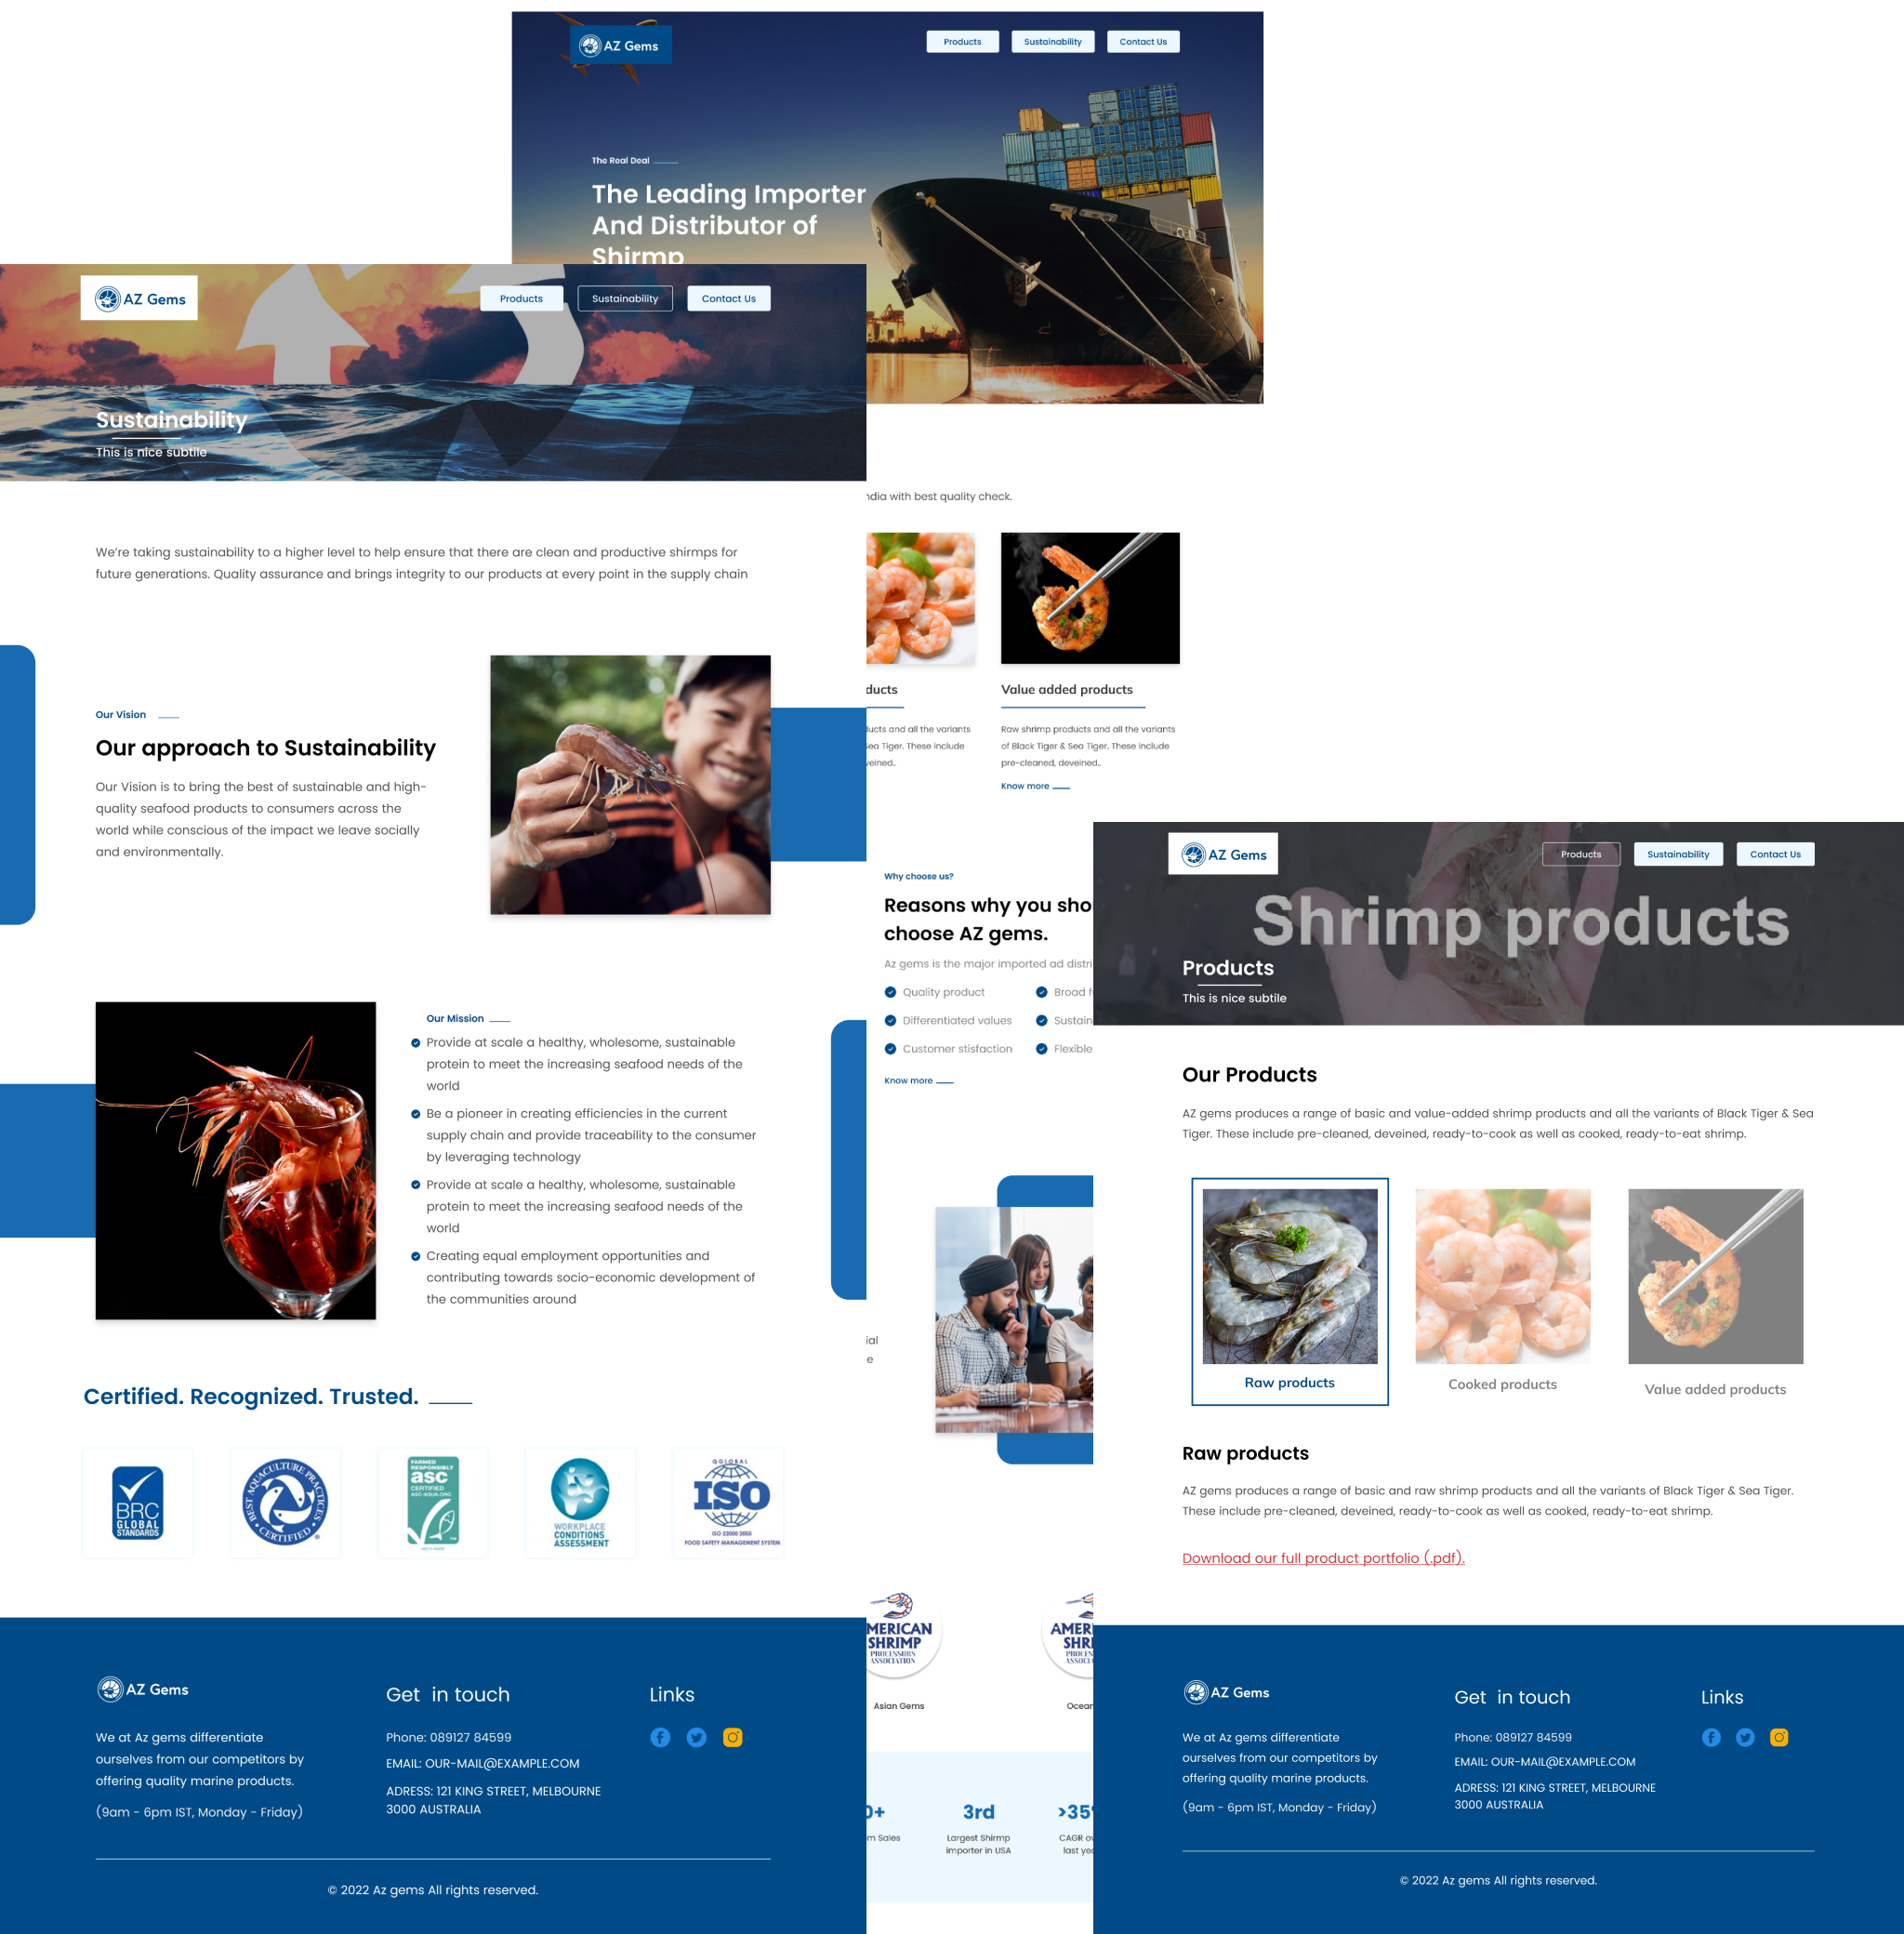 AZ Gems
Products
Sustainability
Contact Us
The Real Deal
The Leading Importer
And Distributor of
Shirmp
AZ Gems
Products
Sustainability
Contact Us
Sustainability
This is nice subtile
We're taking sustainability to a higher level to help ensure that there are clean and productive shirmps for
future generations. Quality assurance and brings integrity to our products at every point in the supply chain
Our Vision
Our approach to Sustainability
Our Vision is to bring the best of sustainable and high-
quality seafood products to consumers across the
world while conscious of the impact we leave socially
and environmentally.
Our Mission
Provide at scale a healthy, wholesome, sustainable
protein to meet the increasing seafood needs of the
world
Be a pioneer in creating efficiencies in the current
supply chain and provide traceability to the consumer
by leveraging technology
Provide at scale a healthy, wholesome, sustainable
protein to meet the increasing seafood needs of the
world
Creating equal employment opportunities and
contributing towards socio-economic development of
the communities around
Certified. Recognized. Trusted.
BRC
GLOBAL
STANDARDS
BEST AQUACULTURE PRACTICES
CERTIFIED
FARMED
RESPONSIBLY
asc
CERTIFIED
ASC-AQUA.ORG
WORKPLACE
CONDITIONS
ASSESSMENT
QGLOBAL
ISO
ISO 22000 2005
FOOD SAFETY MANAGEMENT SYSTEM
AZ Gems
We at Az gems differentiate
ourselves from our competitors by
offering quality marine products.
(9am - 6pm IST, Monday - Friday)
Get in touch
Phone: 089127 84599
EMAIL: OUR-MAIL@EXAMPLE.COM
ADRESS: 121 KING STREET, MELBOURNE
3000 AUSTRALIA
Links
© 2022 Az gems All rights reserved.
with best quality check.
Value added products
variants
Sea Tiger. These include
Raw shrimp products and all the variants
of Black Tiger & Sea Tiger. These include
pre-cleaned, deveined..
Know more
Why choose us?
Reasons why you sho
choose AZ gems.
Az gems is the major imported ad distri
Quality product
Differentiated values
Customer stisfaction
Broad f
Sustain
Flexible
Know more
MERICAN
SHRIMP
PROCESSORS
ASSOCIATION
Asian Gems
AMER
SHRI
PROCES
ASSOCI
Ocean
0+
m Sales
3rd
Largest Shirmp
importer in USA
>35
CAGR ov
last yea
AZ Gems
Products
Sustainability
Contact Us
Shrimp products
Products
This is nice subtile
Our Products
AZ gems produces a range of basic and value-added shrimp products and all the variants of Black Tiger & Sea
Tiger. These include pre-cleaned, deveined, ready-to-cook as well as cooked, ready-to-eat shrimp.
Raw products
Cooked products
Value added products
Raw products
AZ gems produces a range of basic and raw shrimp products and all the variants of Black Tiger & Sea Tiger.
These include pre-cleaned, deveined, ready-to-cook as well as cooked, ready-to-eat shrimp.
Download our full product portfolio (.pdf).
AZ Gems
We at Az gems differentiate
ourselves from our competitors by
offering quality marine products.
(9am - 6pm IST, Monday - Friday)
Get in touch
Phone: 089127 84599
EMAIL: OUR-MAIL@EXAMPLE.COM
ADRESS: 121 KING STREET, MELBOURNE
3000 AUSTRALIA
Links
© 2022 Az gems All rights reserved.